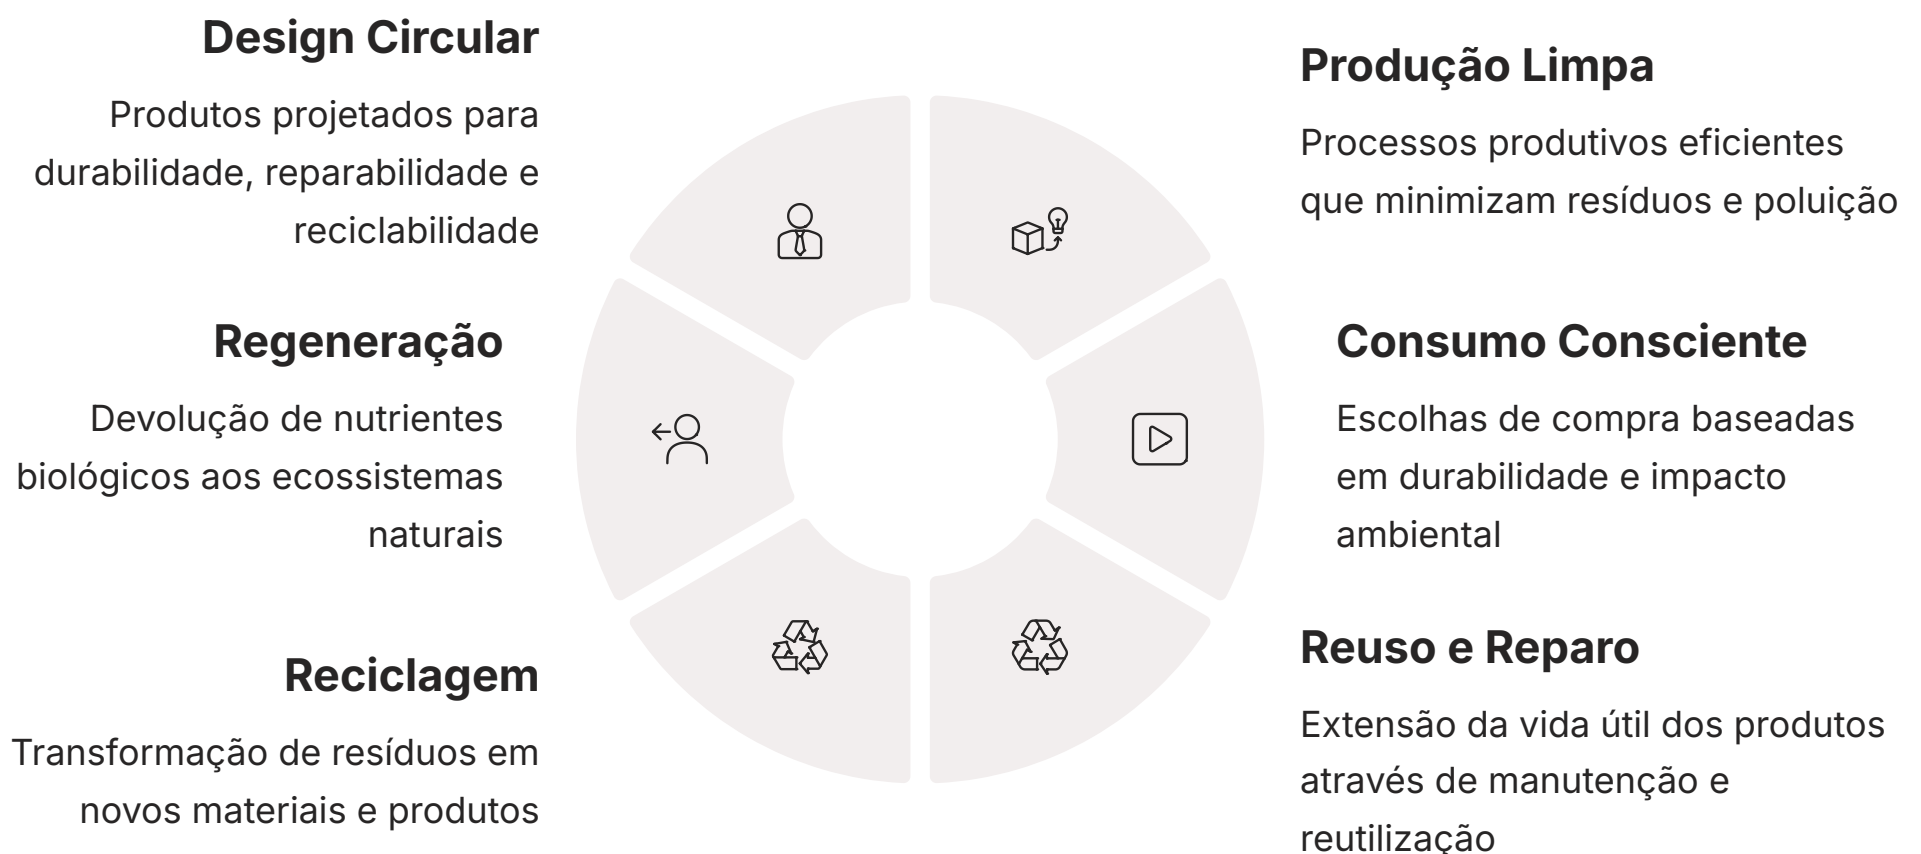 Design Circular
Produtos projetados para
durabilidade, reparabilidade e
reciclabilidade
Produção Limpa
Processos produtivos eficientes
que minimizam resíduos e poluição
Regeneração
Devolução de nutrientes
biológicos aos ecossistemas
naturais
Consumo Consciente
Escolhas de compra baseadas
em durabilidade e impacto
ambiental
Reciclagem
Transformação de resíduos em
novos materiais e produtos
Reuso e Reparo
Extensão da vida útil dos produtos
através de manutenção e
reutilização